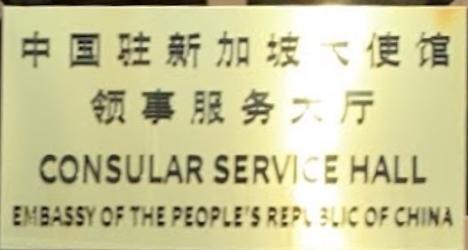 中国驻新加坡大使馆
领事服务大厅
CONSULAR SERVICE HALL
EMBASSY OF THE PEOPLE'S REPUBLIC OF CHINA